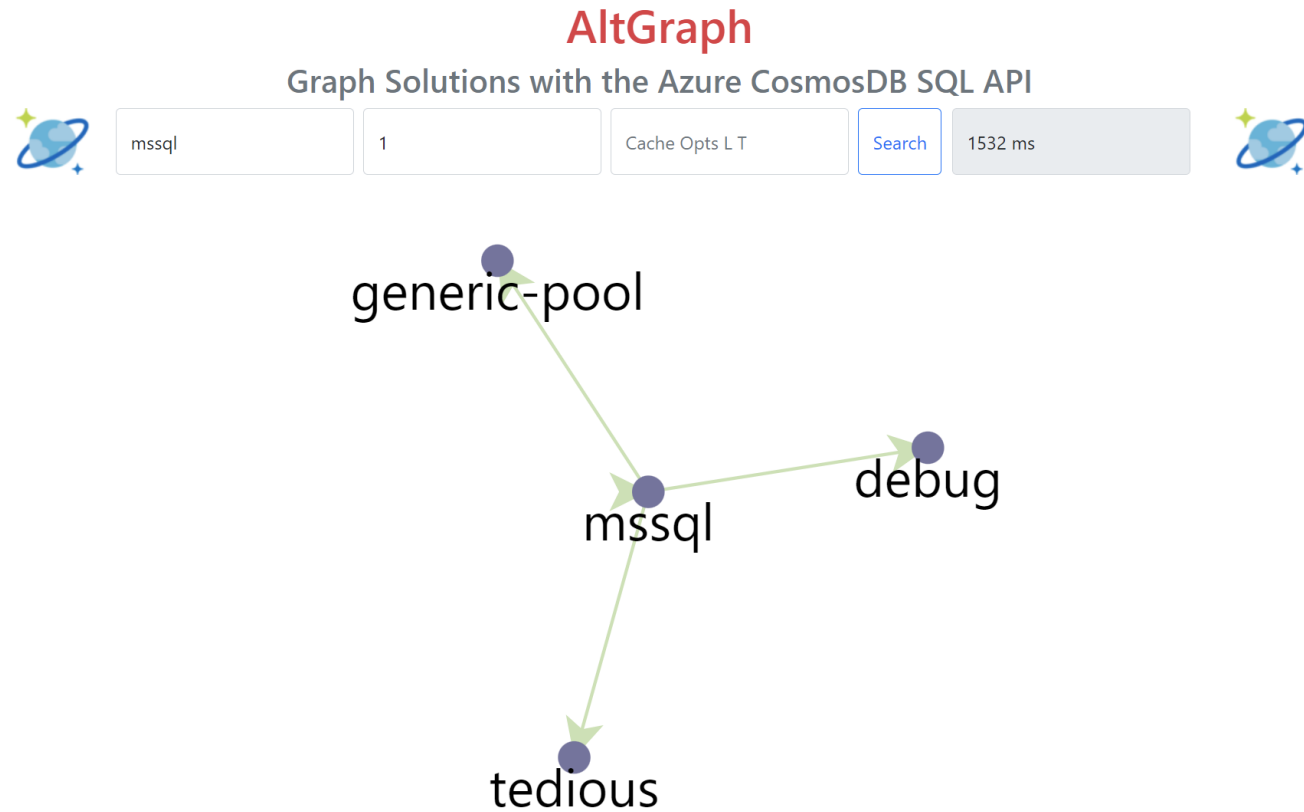 AltGraph
Graph Solutions with the Azure CosmosDB SQL API
mssql 1 Cache Opts L T Search 1532 ms
generic-pool
debug
mssql
tedious